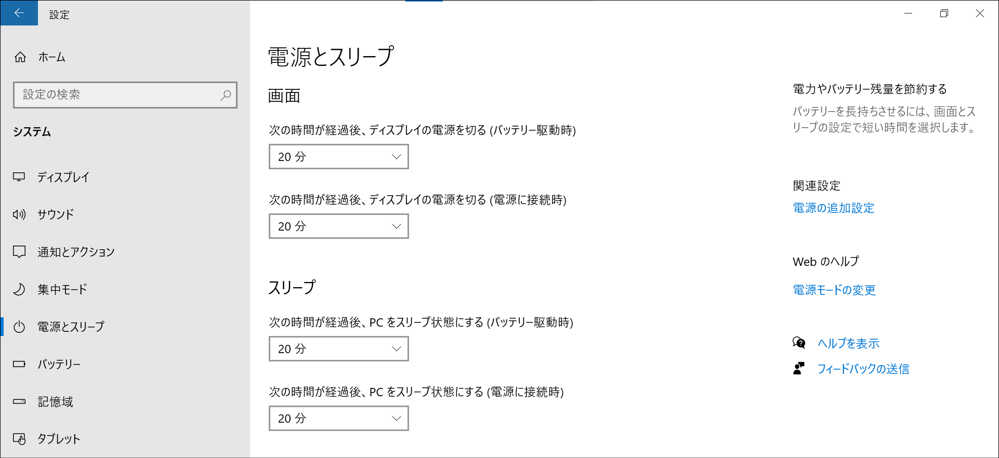 設定
ホーム
設定の検索
システム
ディスプレイ
サウンド
通知とアクション
集中モード
電源とスリープ
バッテリー
記憶域
タブレット
電源とスリープ
画面
次の時間が経過後、ディスプレイの電源を切る (バッテリー駆動時)
20 分
次の時間が経過後、ディスプレイの電源を切る (電源に接続時)
20 分
スリープ
次の時間が経過後、PC をスリープ状態にする (バッテリー駆動時)
20 分
次の時間が経過後、PC をスリープ状態にする (電源に接続時)
20 分
電力やバッテリー残量を節約する
バッテリーを長持ちさせるには、画面とス
リープの設定で短い時間を選択します。
関連設定
電源の追加設定
Web のヘルプ
電源モードの変更
ヘルプを表示
フィードバックの送信